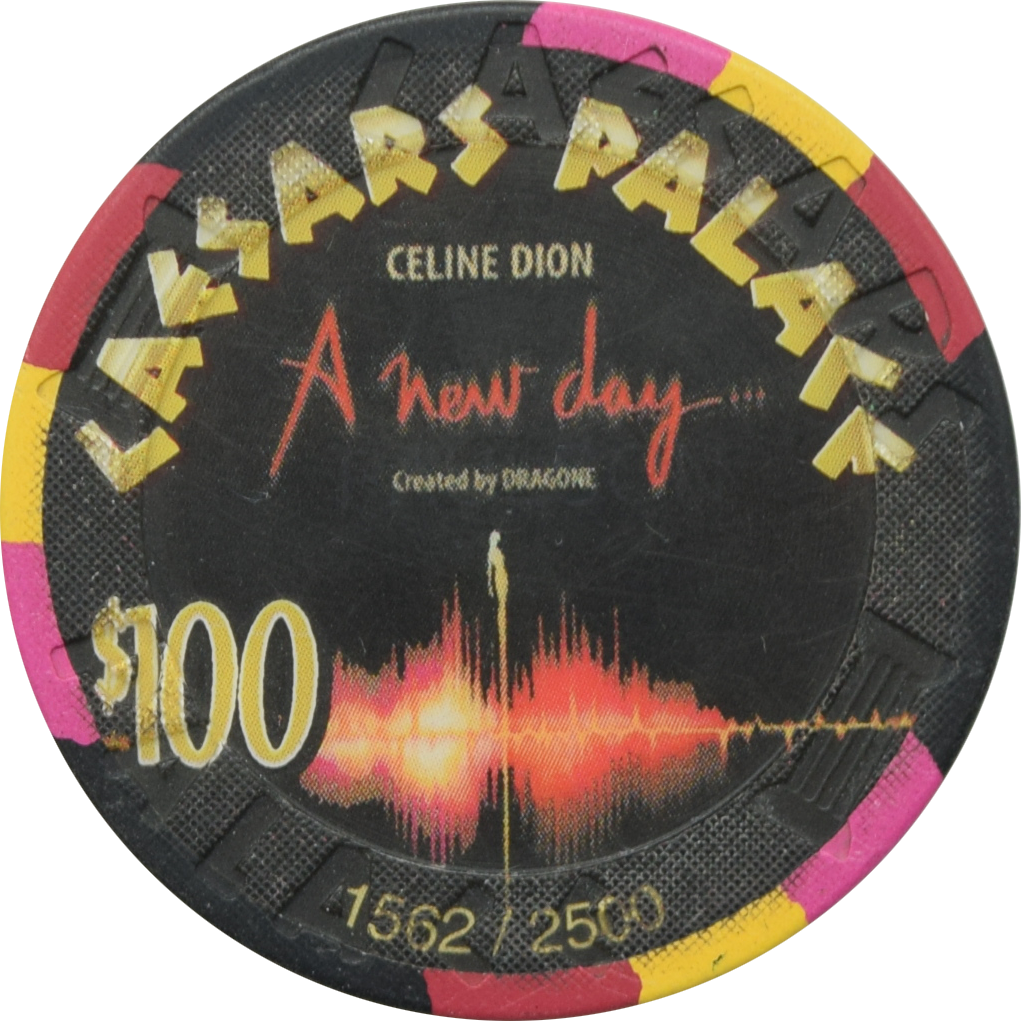 CAESARS PALACE
CELINE DION
A new day...
Created by DRAGONE
$100
1562 / 2500